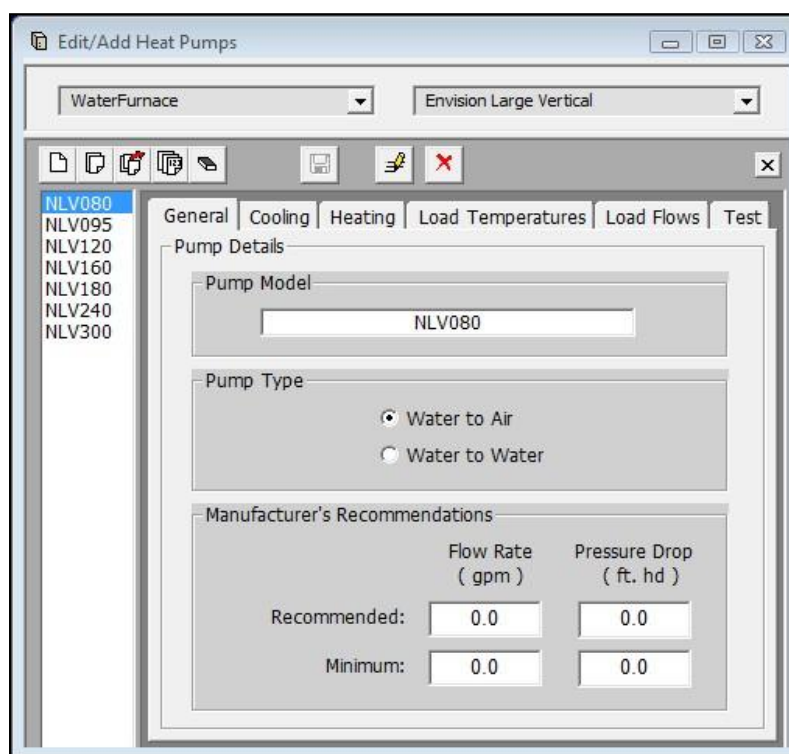 Edit/Add Heat Pumps
WaterFurnace Envision Large Vertical
NLV080
NLV095
NLV120
NLV160
NLV180
NLV240
NLV300
General Cooling Heating Load Temperatures Load Flows Test
Pump Details
Pump Model
NLV080
Pump Type
Water to Air
Water to Water
Manufacturer's Recommendations
Flow Rate Pressure Drop
( gpm ) ( ft. hd )
Recommended: 0.0 0.0
Minimum: 0.0 0.0